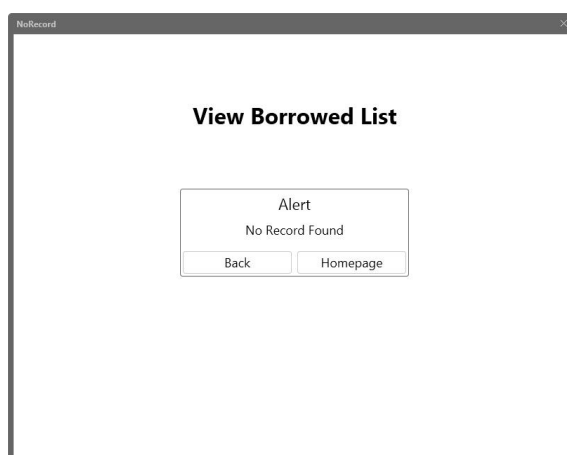 NoRecord
View Borrowed List
Alert
No Record Found
Back Homepage